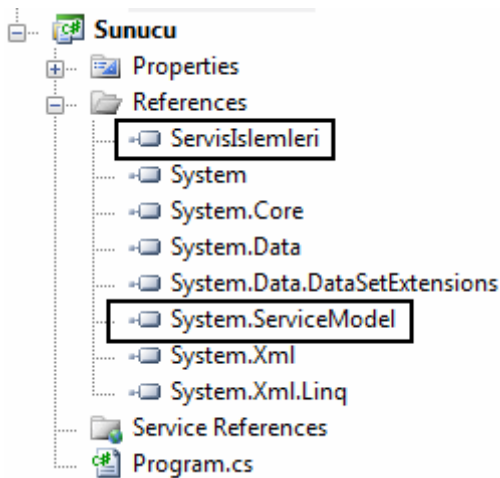 Sunucu
Properties
References
ServisIslemleri
System
System.Core
System.Data
System.Data.DataSetExtensions
System.ServiceModel
System.Xml
System.Xml.Linq
Service References
Program.cs